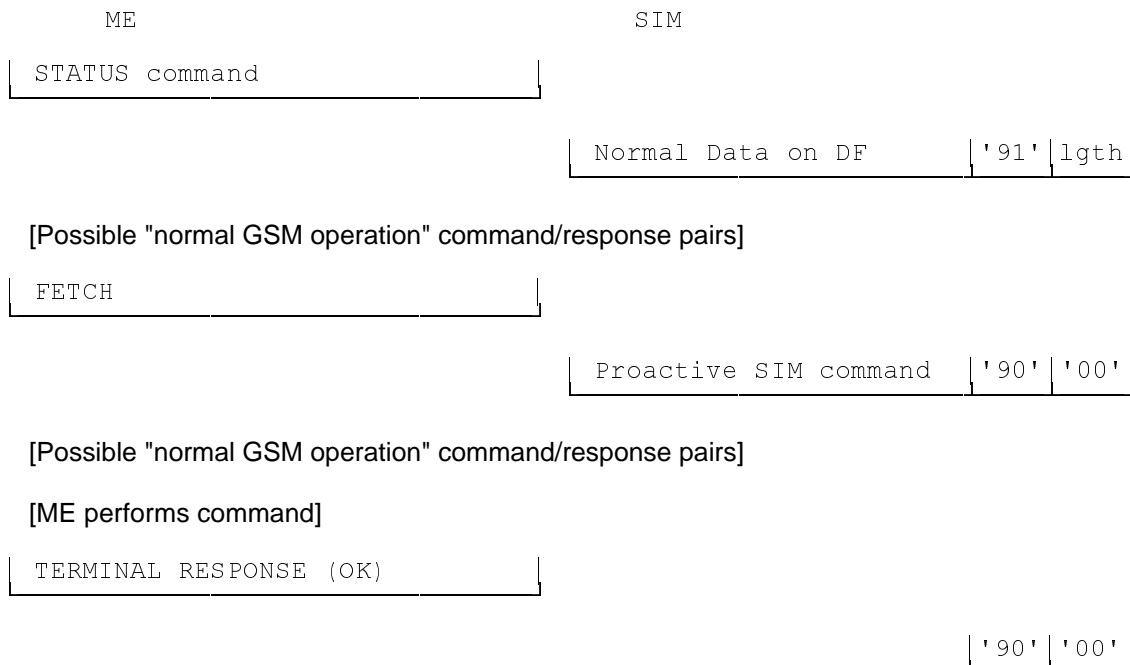 ME SIM
STATUS command
Normal Data on DF '91' lgth
[Possible "normal GSM operation" command/response pairs]
FETCH
Proactive SIM command '90' '00'
[Possible "normal GSM operation" command/response pairs]
[ME performs command]
TERMINAL RESPONSE (OK)
'90' '00'